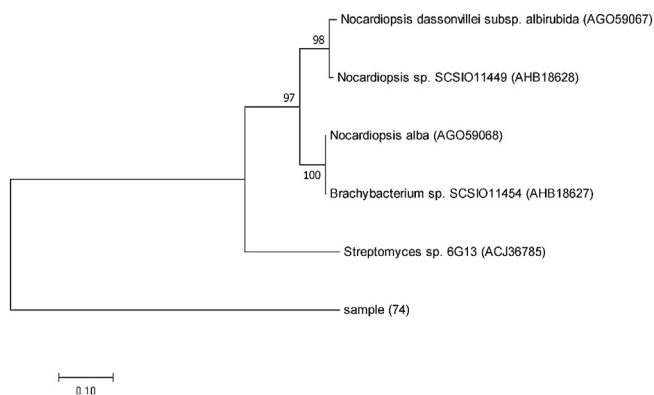 Nocardiopsis dassonvillei subsp. albirubida (AGO59067)
98
Nocardiopsis sp. SCSIO11449 (AHB18628)
97
Nocardiopsis alba (AGO59068)
100
Brachybacterium sp. SCSIO11454 (AHB18627)
Streptomyces sp. 6G13 (ACJ36785)
sample (74)
0.10